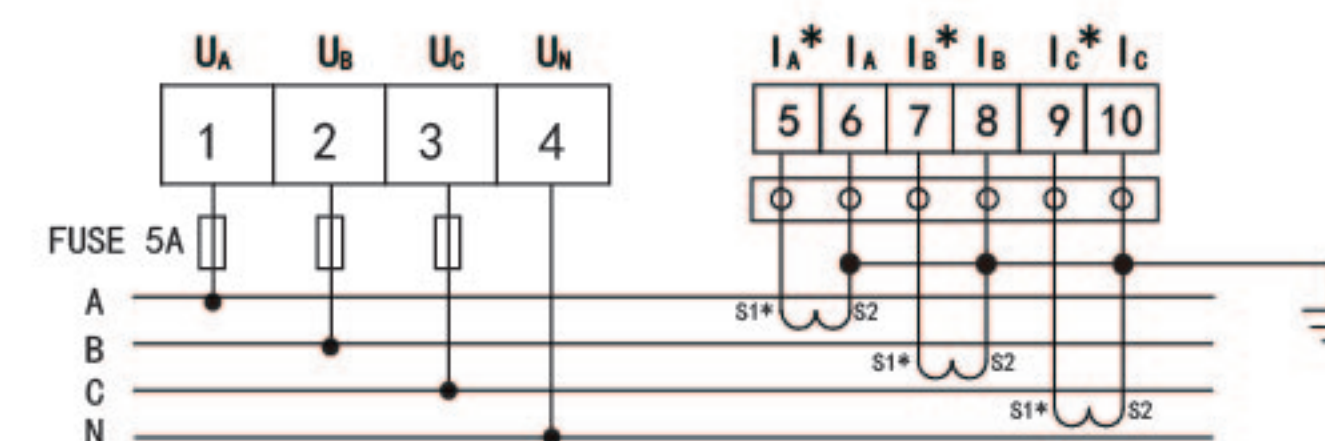 UA UB UC UN IA* IA IB* IB IC* IC
1 2 3 4 5 6 7 8 9 10
FUSE 5A
A
S1* S2
B
S1* S2
C
S1* S2
N